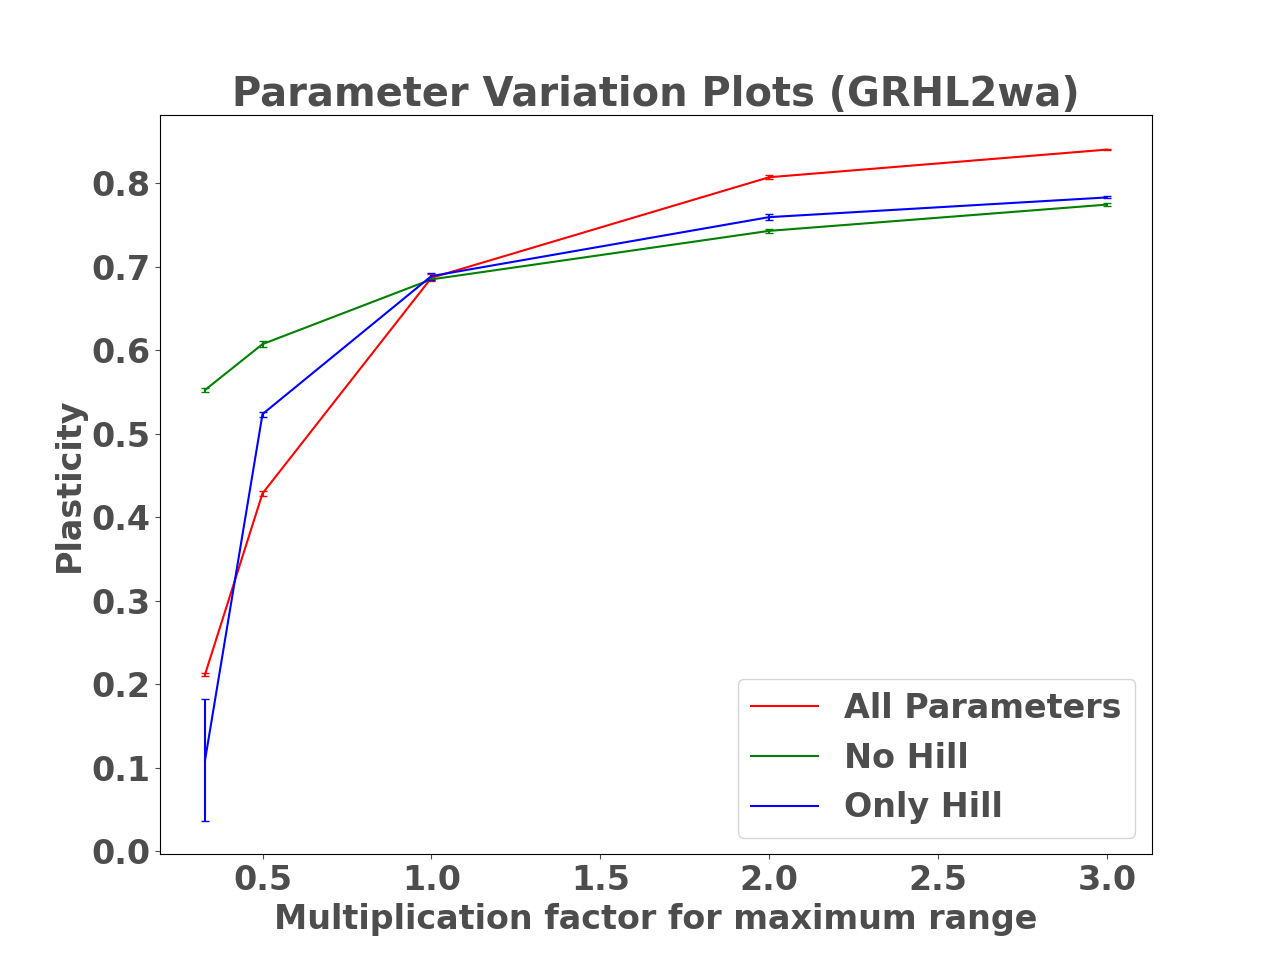 Parameter Variation Plots (GRHL2wa)
0.8
0.7
0.6
0.5
0.4
0.3
0.2
0.1
0.0
Plasticity
All Parameters
No Hill
Only Hill
0.5 1.0 1.5 2.0 2.5 3.0
Multiplication factor for maximum range